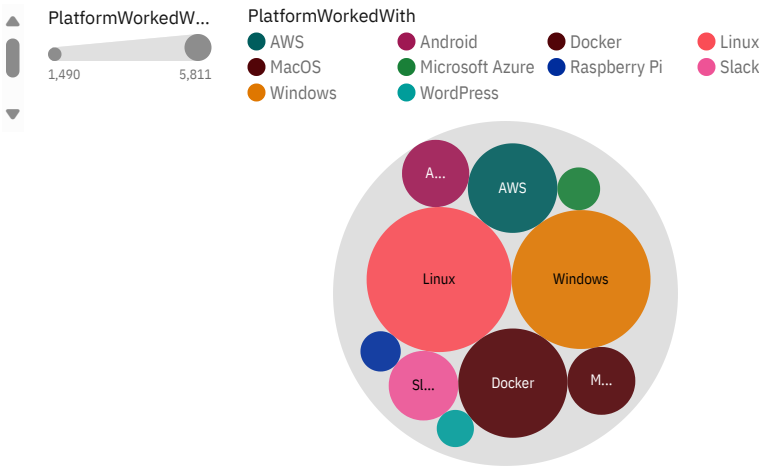 PlatformWorkedW...
1,490 5,811
PlatformWorkedWith
AWS Android Docker Linux
MacOS Microsoft Azure Raspberry Pi Slack
Windows WordPress
A... AWS
Linux Windows
Sl... Docker M...